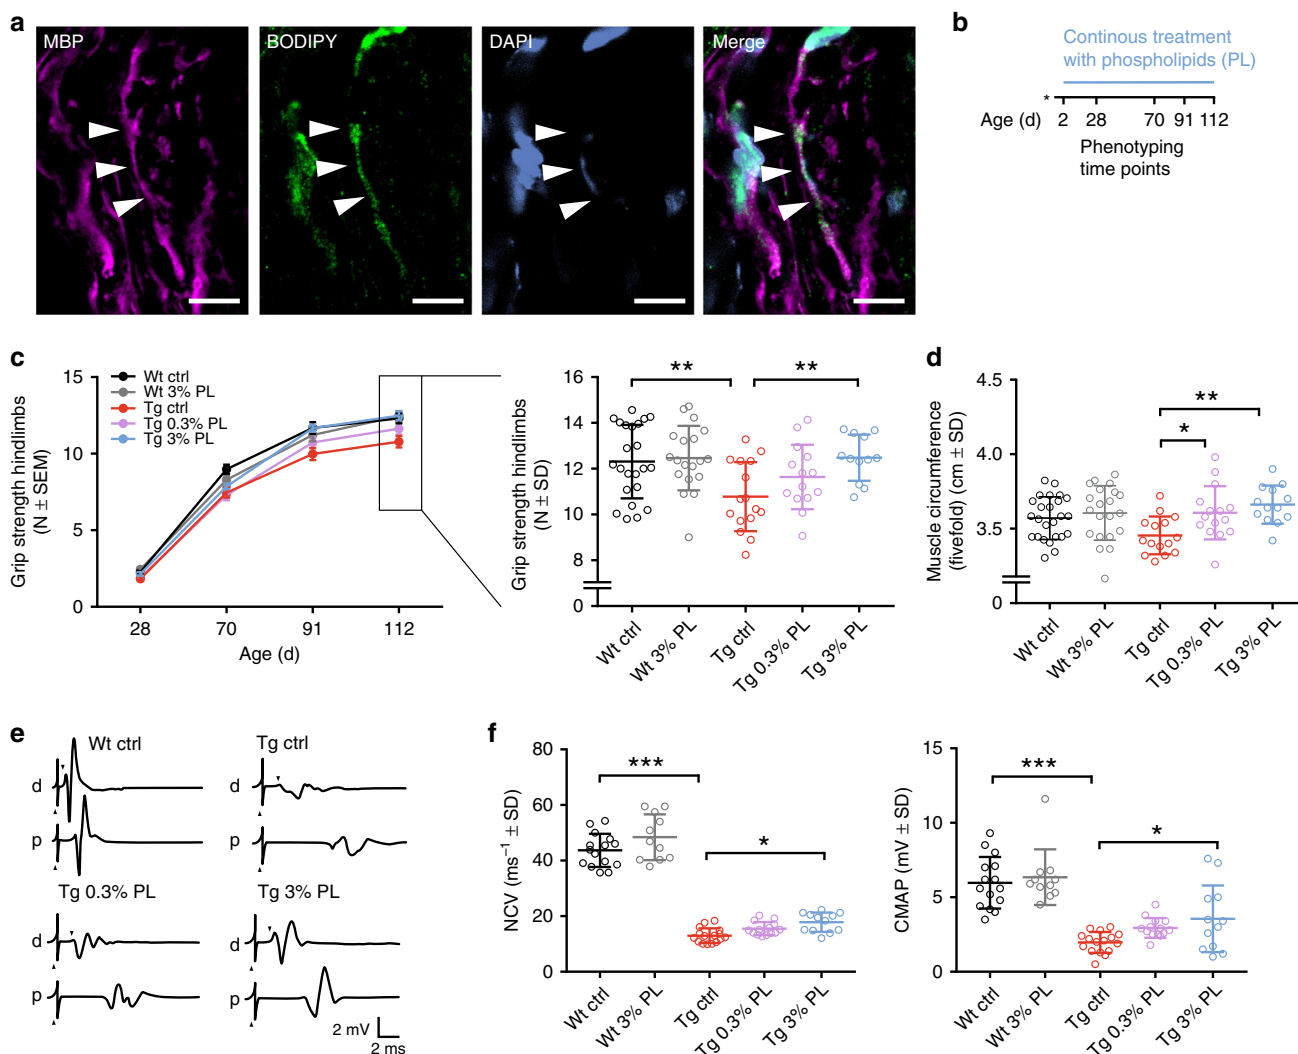 a
MBP
BODIPY
DAPI
Merge
b
Continous treatment
with phospholipids (PL)
*
Age (d)
2 28 70 91 112
Phenotyping
time points
c
Grip strength hindlimbs
(N ± SEM)
15
10
5
0
Wt ctrl
Wt 3% PL
Tg ctrl
Tg 0.3% PL
Tg 3% PL
28 70 91 112
Age (d)
Grip strength hindlimbs
(N ± SD)
16
14
12
10
8
0
** **
Wt ctrl
Wt 3% PL
Tg ctrl
Tg 0.3% PL
Tg 3% PL
d
Muscle circumference
(fivefold) (cm ± SD)
4.5
4.0
3.5
0
**
*
Wt ctrl
Wt 3% PL
Tg ctrl
Tg 0.3% PL
Tg 3% PL
e
Wt ctrl
Tg ctrl
d
d
p
p
Tg 0.3% PL
Tg 3% PL
d
d
p
p
2 mV
2 ms
f
NCV (ms⁻¹ ± SD)
80
60
40
20
0
***
*
Wt ctrl
Wt 3% PL
Tg ctrl
Tg 0.3% PL
Tg 3% PL
CMAP (mV ± SD)
15
10
5
0
***
*
Wt ctrl
Wt 3% PL
Tg ctrl
Tg 0.3% PL
Tg 3% PL